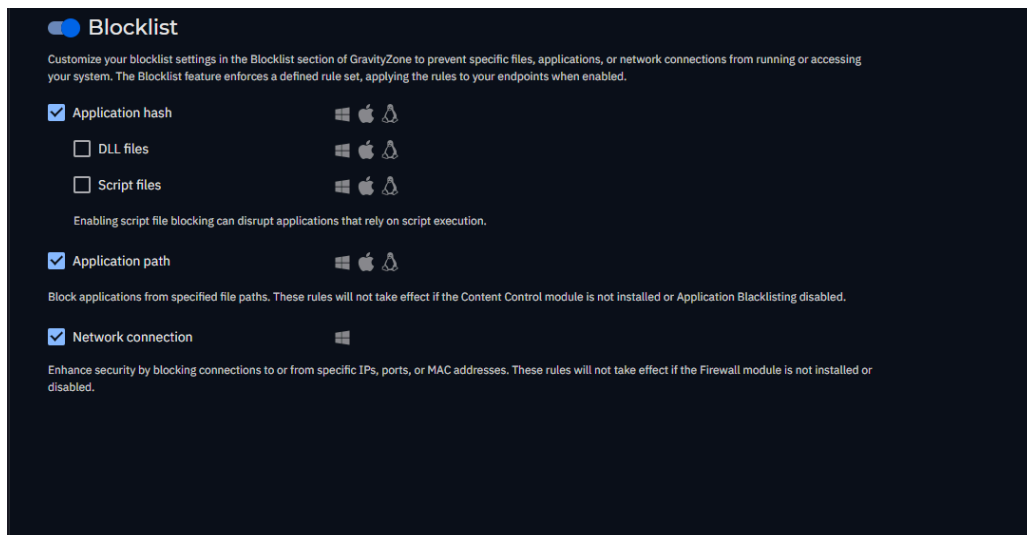 Blocklist
Customize your blocklist settings in the Blocklist section of GravityZone to prevent specific files, applications, or network connections from running or accessing
your system. The Blocklist feature enforces a defined rule set, applying the rules to your endpoints when enabled.
Application hash
DLL files
Script files
Enabling script file blocking can disrupt applications that rely on script execution.
Application path
Block applications from specified file paths. These rules will not take effect if the Content Control module is not installed or Application Blacklisting disabled.
Network connection
Enhance security by blocking connections to or from specific IPs, ports, or MAC addresses. These rules will not take effect if the Firewall module is not installed or
disabled.